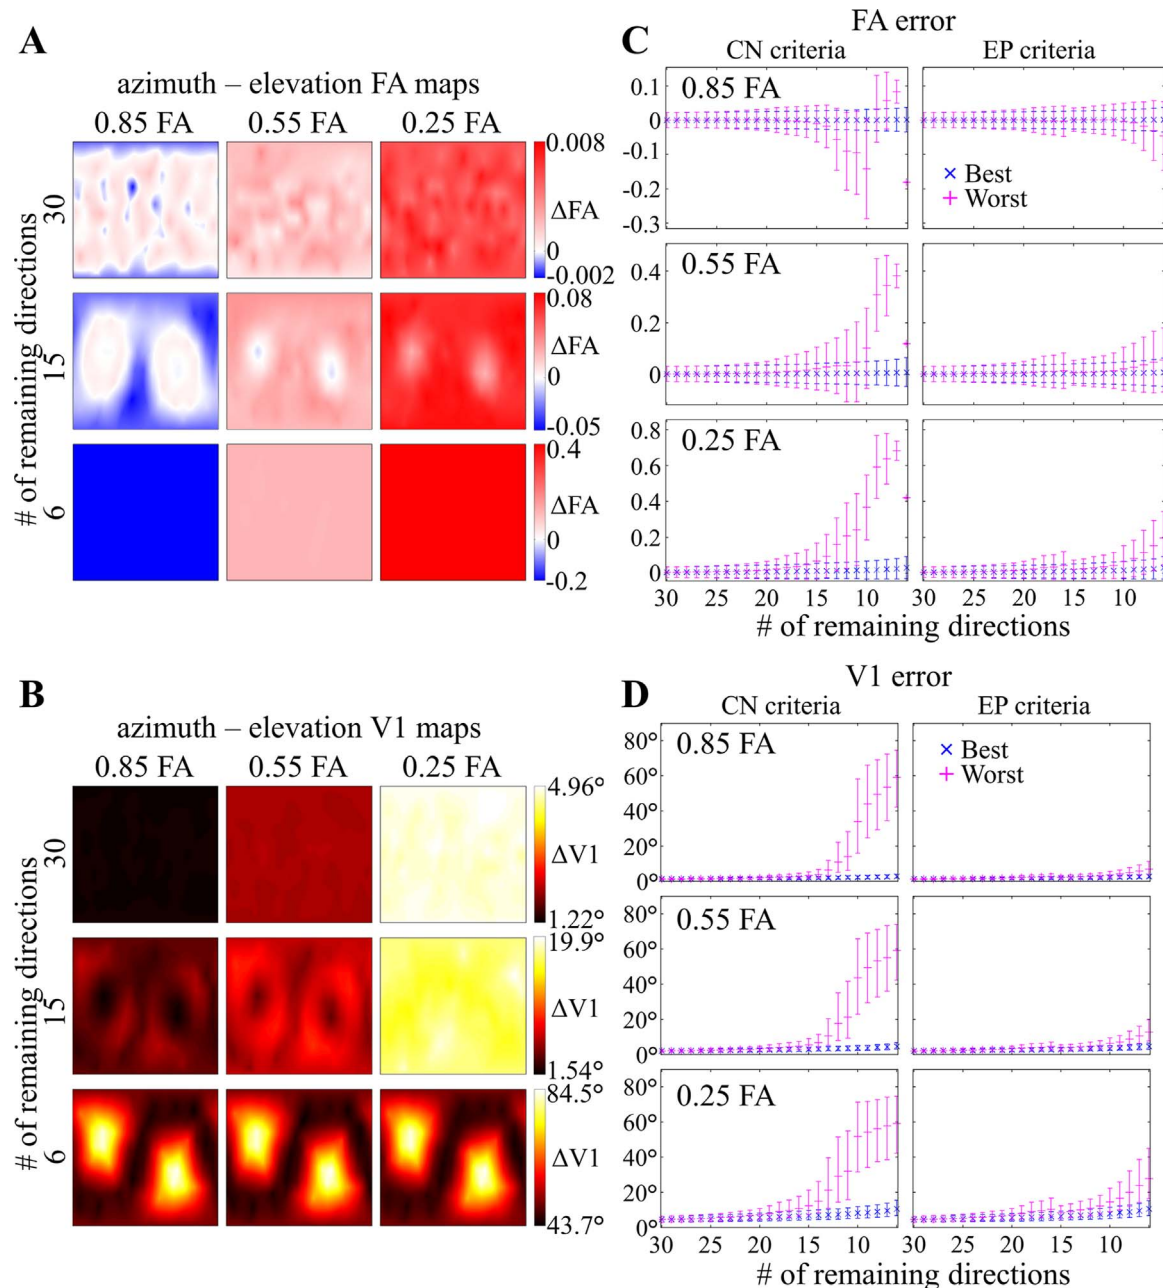 A
azimuth – elevation FA maps
0.85 FA 0.55 FA 0.25 FA
# of remaining directions
30
15
6
0.008
ΔFA
0
-0.002
0.08
ΔFA
0
-0.05
0.4
ΔFA
0
-0.2
C
FA error
CN criteria EP criteria
0.85 FA
0.1
0
-0.1
-0.2
-0.3
Best
Worst
0.55 FA
0.4
0.2
0
0.25 FA
0.8
0.6
0.4
0.2
0
30 25 20 15 10 30 25 20 15 10
# of remaining directions
B
azimuth – elevation V1 maps
0.85 FA 0.55 FA 0.25 FA
# of remaining directions
30
15
6
4.96°
ΔV1
1.22°
19.9°
ΔV1
1.54°
84.5°
ΔV1
43.7°
D
V1 error
CN criteria EP criteria
0.85 FA
80°
60°
40°
20°
0°
Best
Worst
0.55 FA
80°
60°
40°
20°
0°
0.25 FA
80°
60°
40°
20°
0°
30 25 20 15 10 30 25 20 15 10
# of remaining directions